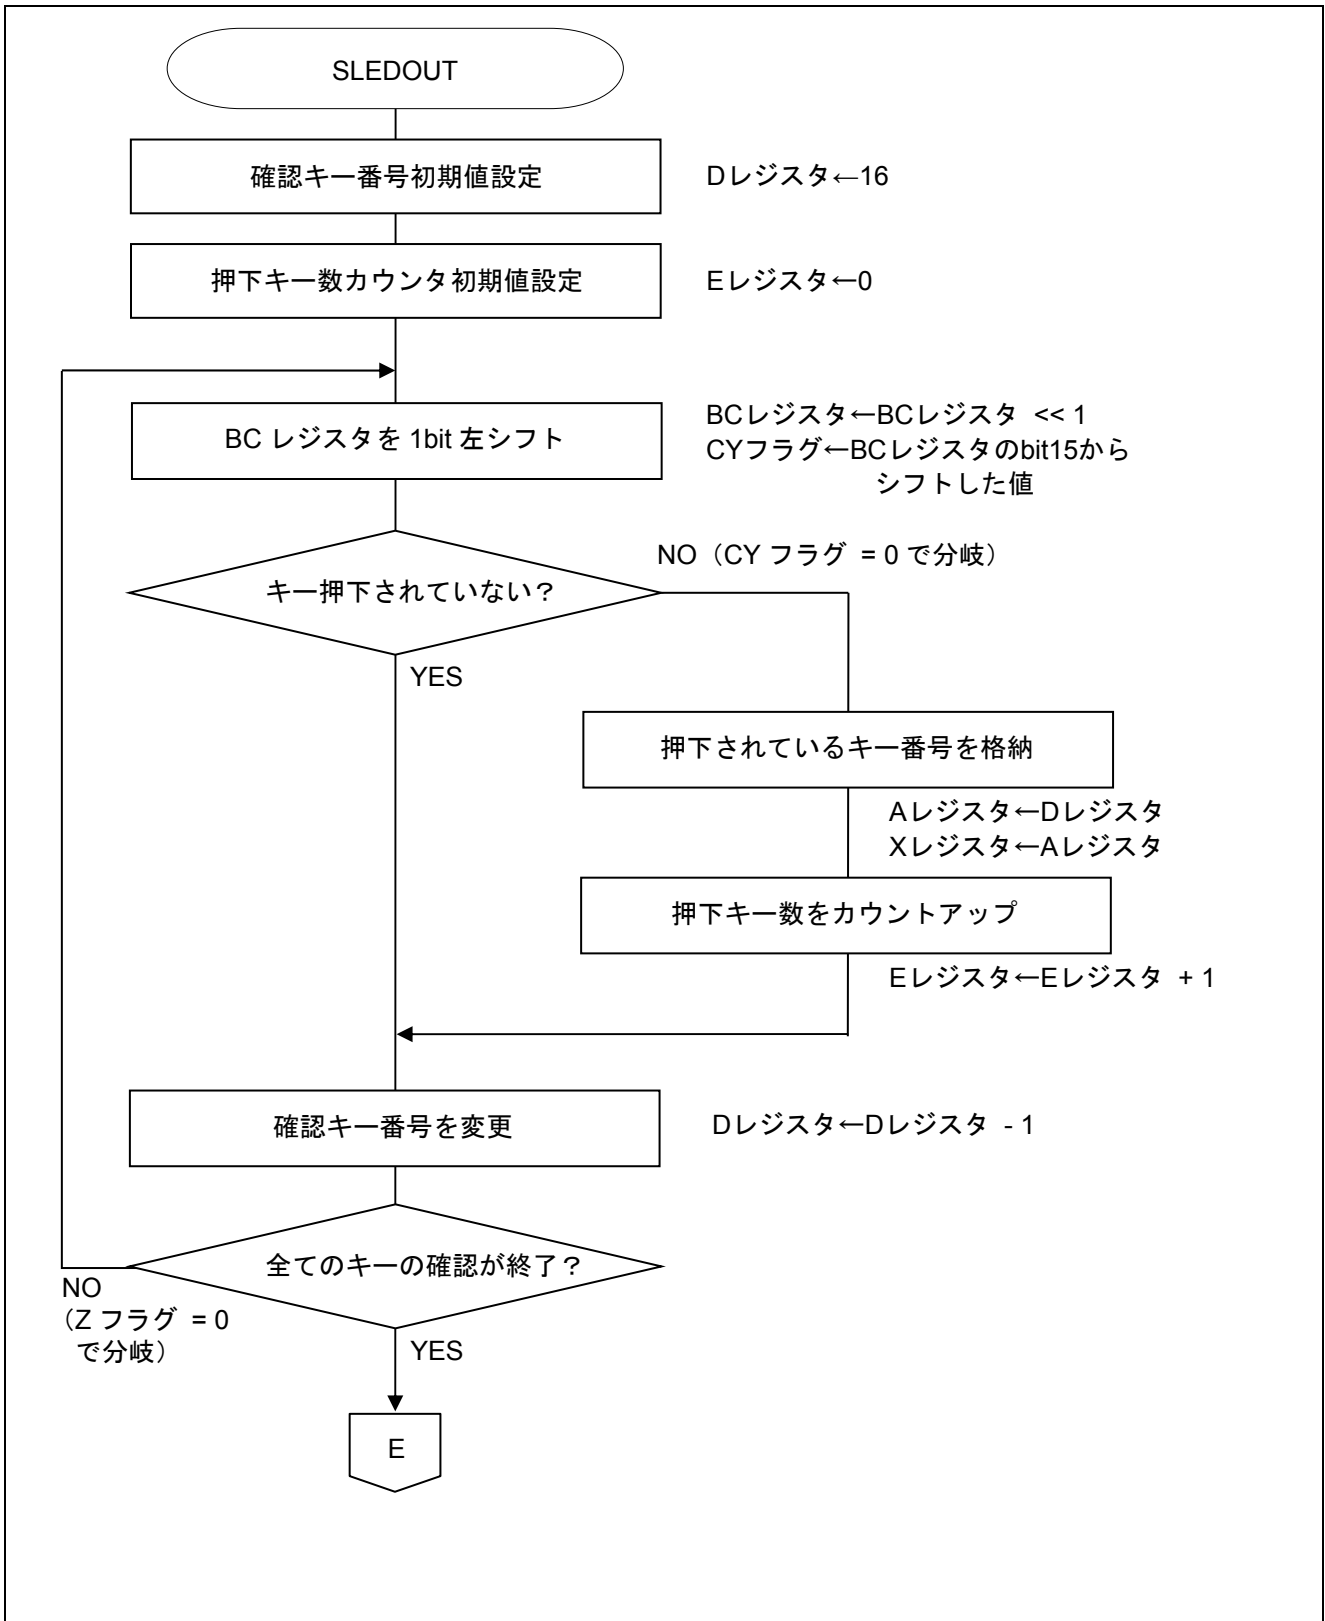 SLEDOUT
確認キー番号初期値設定
Dレジスタ←16
押下キー数カウンタ初期値設定
Eレジスタ←0
BC レジスタを 1bit 左シフト
BCレジスタ←BCレジスタ << 1
CYフラグ←BCレジスタのbit15から
シフトした値
キー押下されていない？
NO（CY フラグ = 0 で分岐）
YES
押下されているキー番号を格納
Aレジスタ←Dレジスタ
Xレジスタ←Aレジスタ
押下キー数をカウントアップ
Eレジスタ←Eレジスタ + 1
確認キー番号を変更
Dレジスタ←Dレジスタ - 1
全てのキーの確認が終了？
NO
（Z フラグ = 0
で分岐）
YES
E